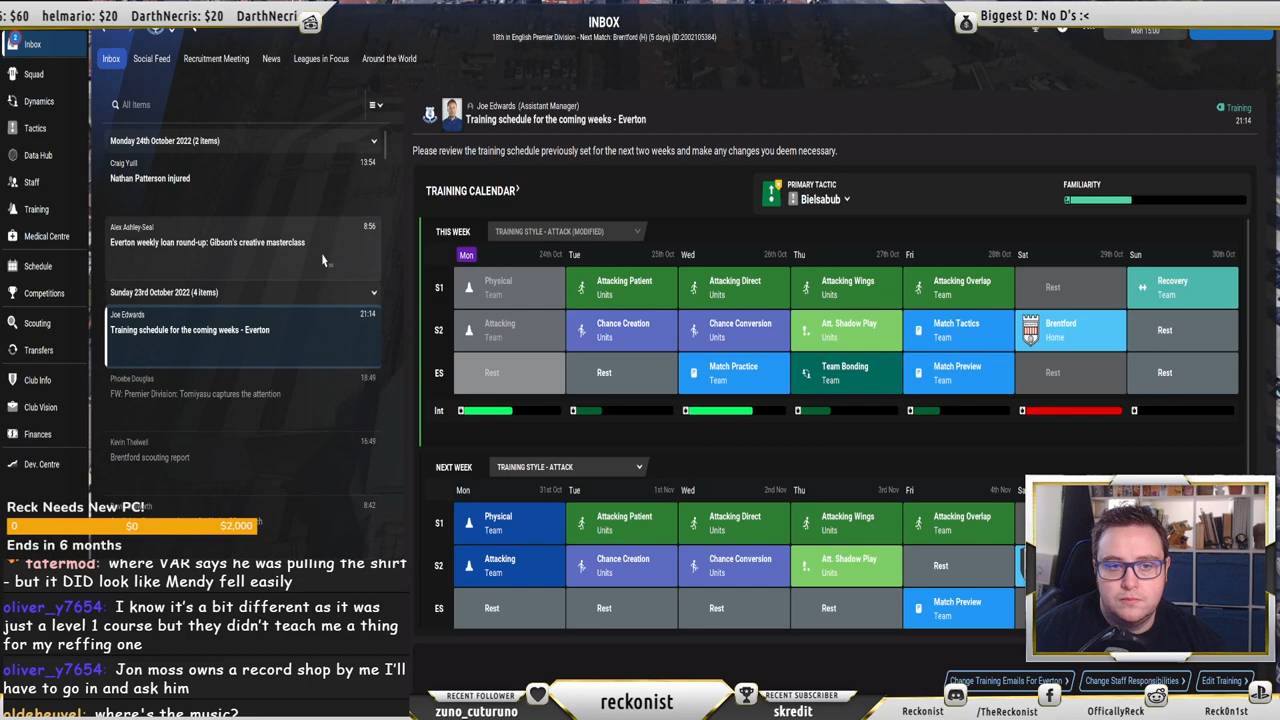 S: $60 helmario: $20 DarthNecris: $20 DarthNecri
INBOX
18th in English Premier Division - Next Match: Brentford (H) (5 days) (ID:2002105384)
Biggest D: No D's :<
Mon 15:00
2
Inbox
Squad
Dynamics
Tactics
Data Hub
Staff
Training
Medical Centre
Schedule
Competitions
Scouting
Transfers
Club Info
Club Vision
Finances
Dev. Centre
Inbox Social Feed Recruitment Meeting News Leagues in Focus Around the World
All Items
Monday 24th October 2022 (2 items)
Craig Yuill 13:54
Nathan Patterson injured
Alex Ashley-Seal 8:56
Everton weekly loan round-up: Gibson's creative masterclass
Sunday 23rd October 2022 (4 items)
Joe Edwards 21:14
Training schedule for the coming weeks - Everton
Phoebe Douglas 18:49
FW: Premier Division: Tomiyasu captures the attention
Kevin Thelwell 16:49
Brentford scouting report
8:42
Joe Edwards (Assistant Manager)
Training schedule for the coming weeks - Everton
Training
21:14
Please review the training schedule previously set for the next two weeks and make any changes you deem necessary.
TRAINING CALENDAR
PRIMARY TACTIC
Bielsabub
FAMILIARITY
THIS WEEK TRAINING STYLE - ATTACK (MODIFIED)
Mon 24th Oct Tue 25th Oct Wed 26th Oct Thu 27th Oct Fri 28th Oct Sat 29th Oct Sun 30th Oct
S1 Physical Attacking Patient Attacking Direct Attacking Wings Attacking Overlap Rest Recovery
Team Units Units Units Team Team
S2 Attacking Chance Creation Chance Conversion Att. Shadow Play Match Tactics Brentford Rest
Team Units Units Units Team Home
ES Rest Rest Match Practice Team Bonding Match Preview Rest Rest
Team Team Team
Int
NEXT WEEK TRAINING STYLE - ATTACK
Mon 31st Oct Tue 1st Nov Wed 2nd Nov Thu 3rd Nov Fri 4th Nov
S1 Physical Attacking Patient Attacking Direct Attacking Wings Attacking Overlap
Team Units Units Units Team
S2 Attacking Chance Creation Chance Conversion Att. Shadow Play Rest
Team Units Units Units
ES Rest Rest Rest Rest Match Preview
Team
Change Training Emails For Everton Change Staff Responsibilities Edit Training
Reck Needs New PC!
0 $0 $2,000
Ends in 6 months
tatermod: where VAR says he was pulling the shirt
- but it DID look like Mendy fell easily
oliver_y7654: I know it's a bit different as it was
just a level 1 course but they didn't teach me a thing
for my reffing one
oliver_y7654: Jon moss owns a record shop by me I'll
have to go in and ask him
oldeheuvel: where's the music?
RECENT FOLLOWER
zuno_cuturuno
reckonist
RECENT SUBSCRIBER
skredit
Reckonist
/TheReckonist
OfficallyReck
Reck0n1st